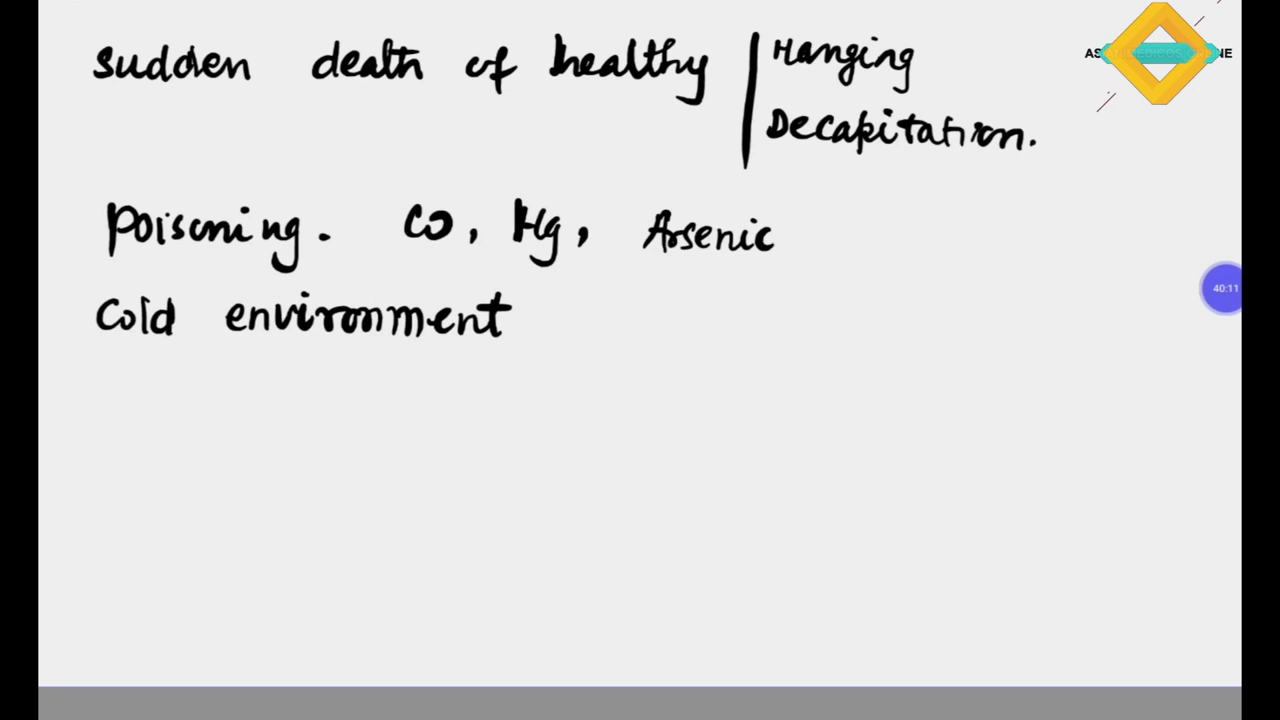 sudden death of healthy | Hanging
Decapitation.
Poisoning. CO, Hg, Arsenic
Cold environment
40:11